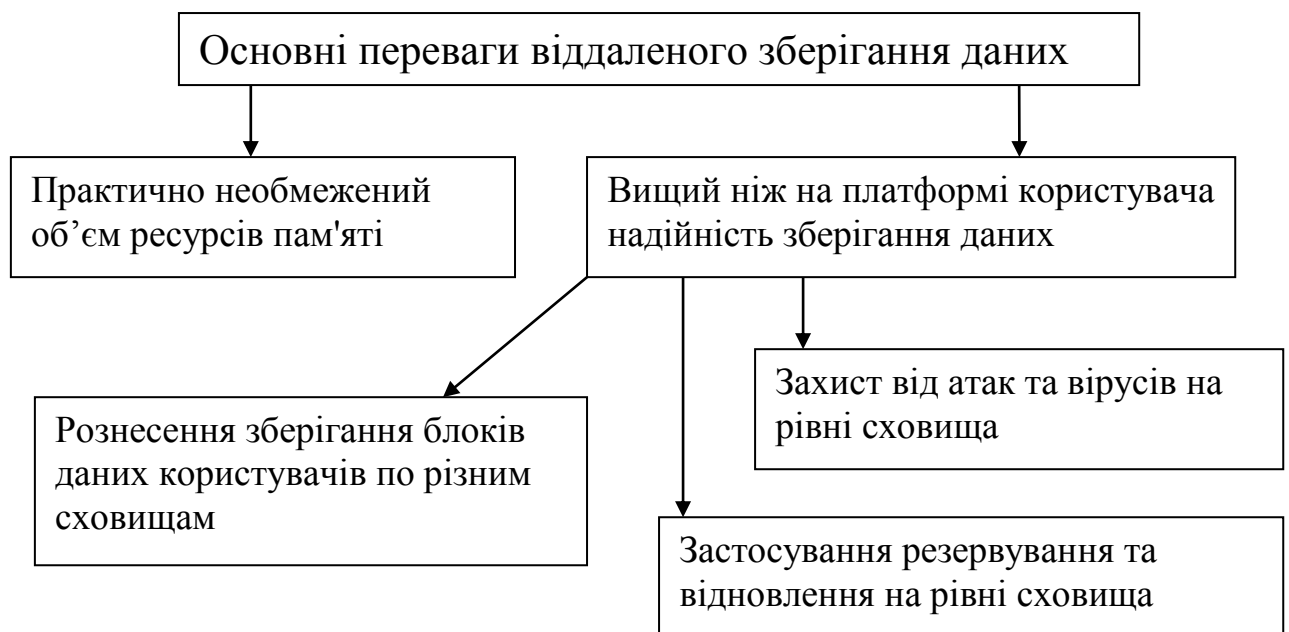 Основні переваги віддаленого зберігання даних
Практично необмежений
об’єм ресурсів пам'яті
Вищий ніж на платформі користувача
надійність зберігання даних
Захист від атак та вірусів на
рівні сховища
Рознесення зберігання блоків
даних користувачів по різним
сховищам
Застосування резервування та
відновлення на рівні сховища